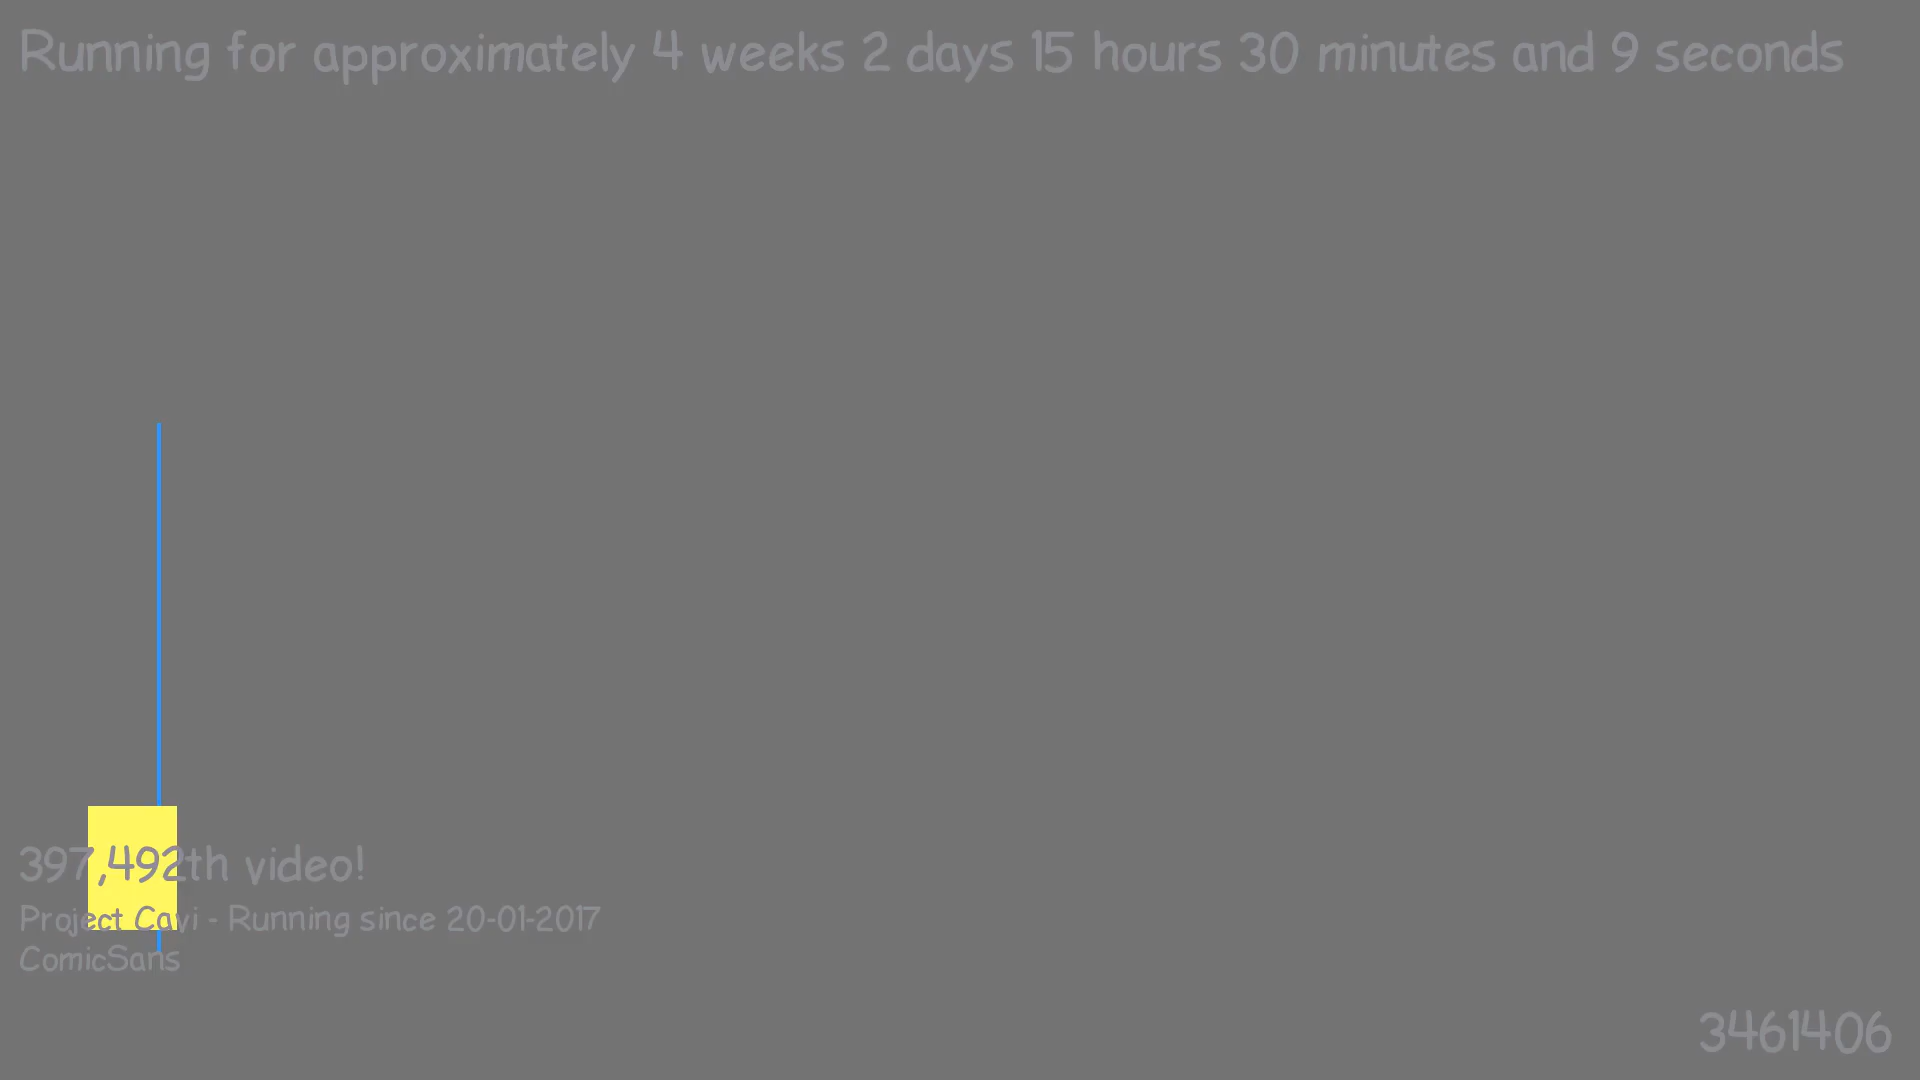 Running for approximately 4 weeks 2 days 15 hours 30 minutes and 9 seconds
397,492th video!
Project Cavi - Running since 20-01-2017
ComicSans
3461406